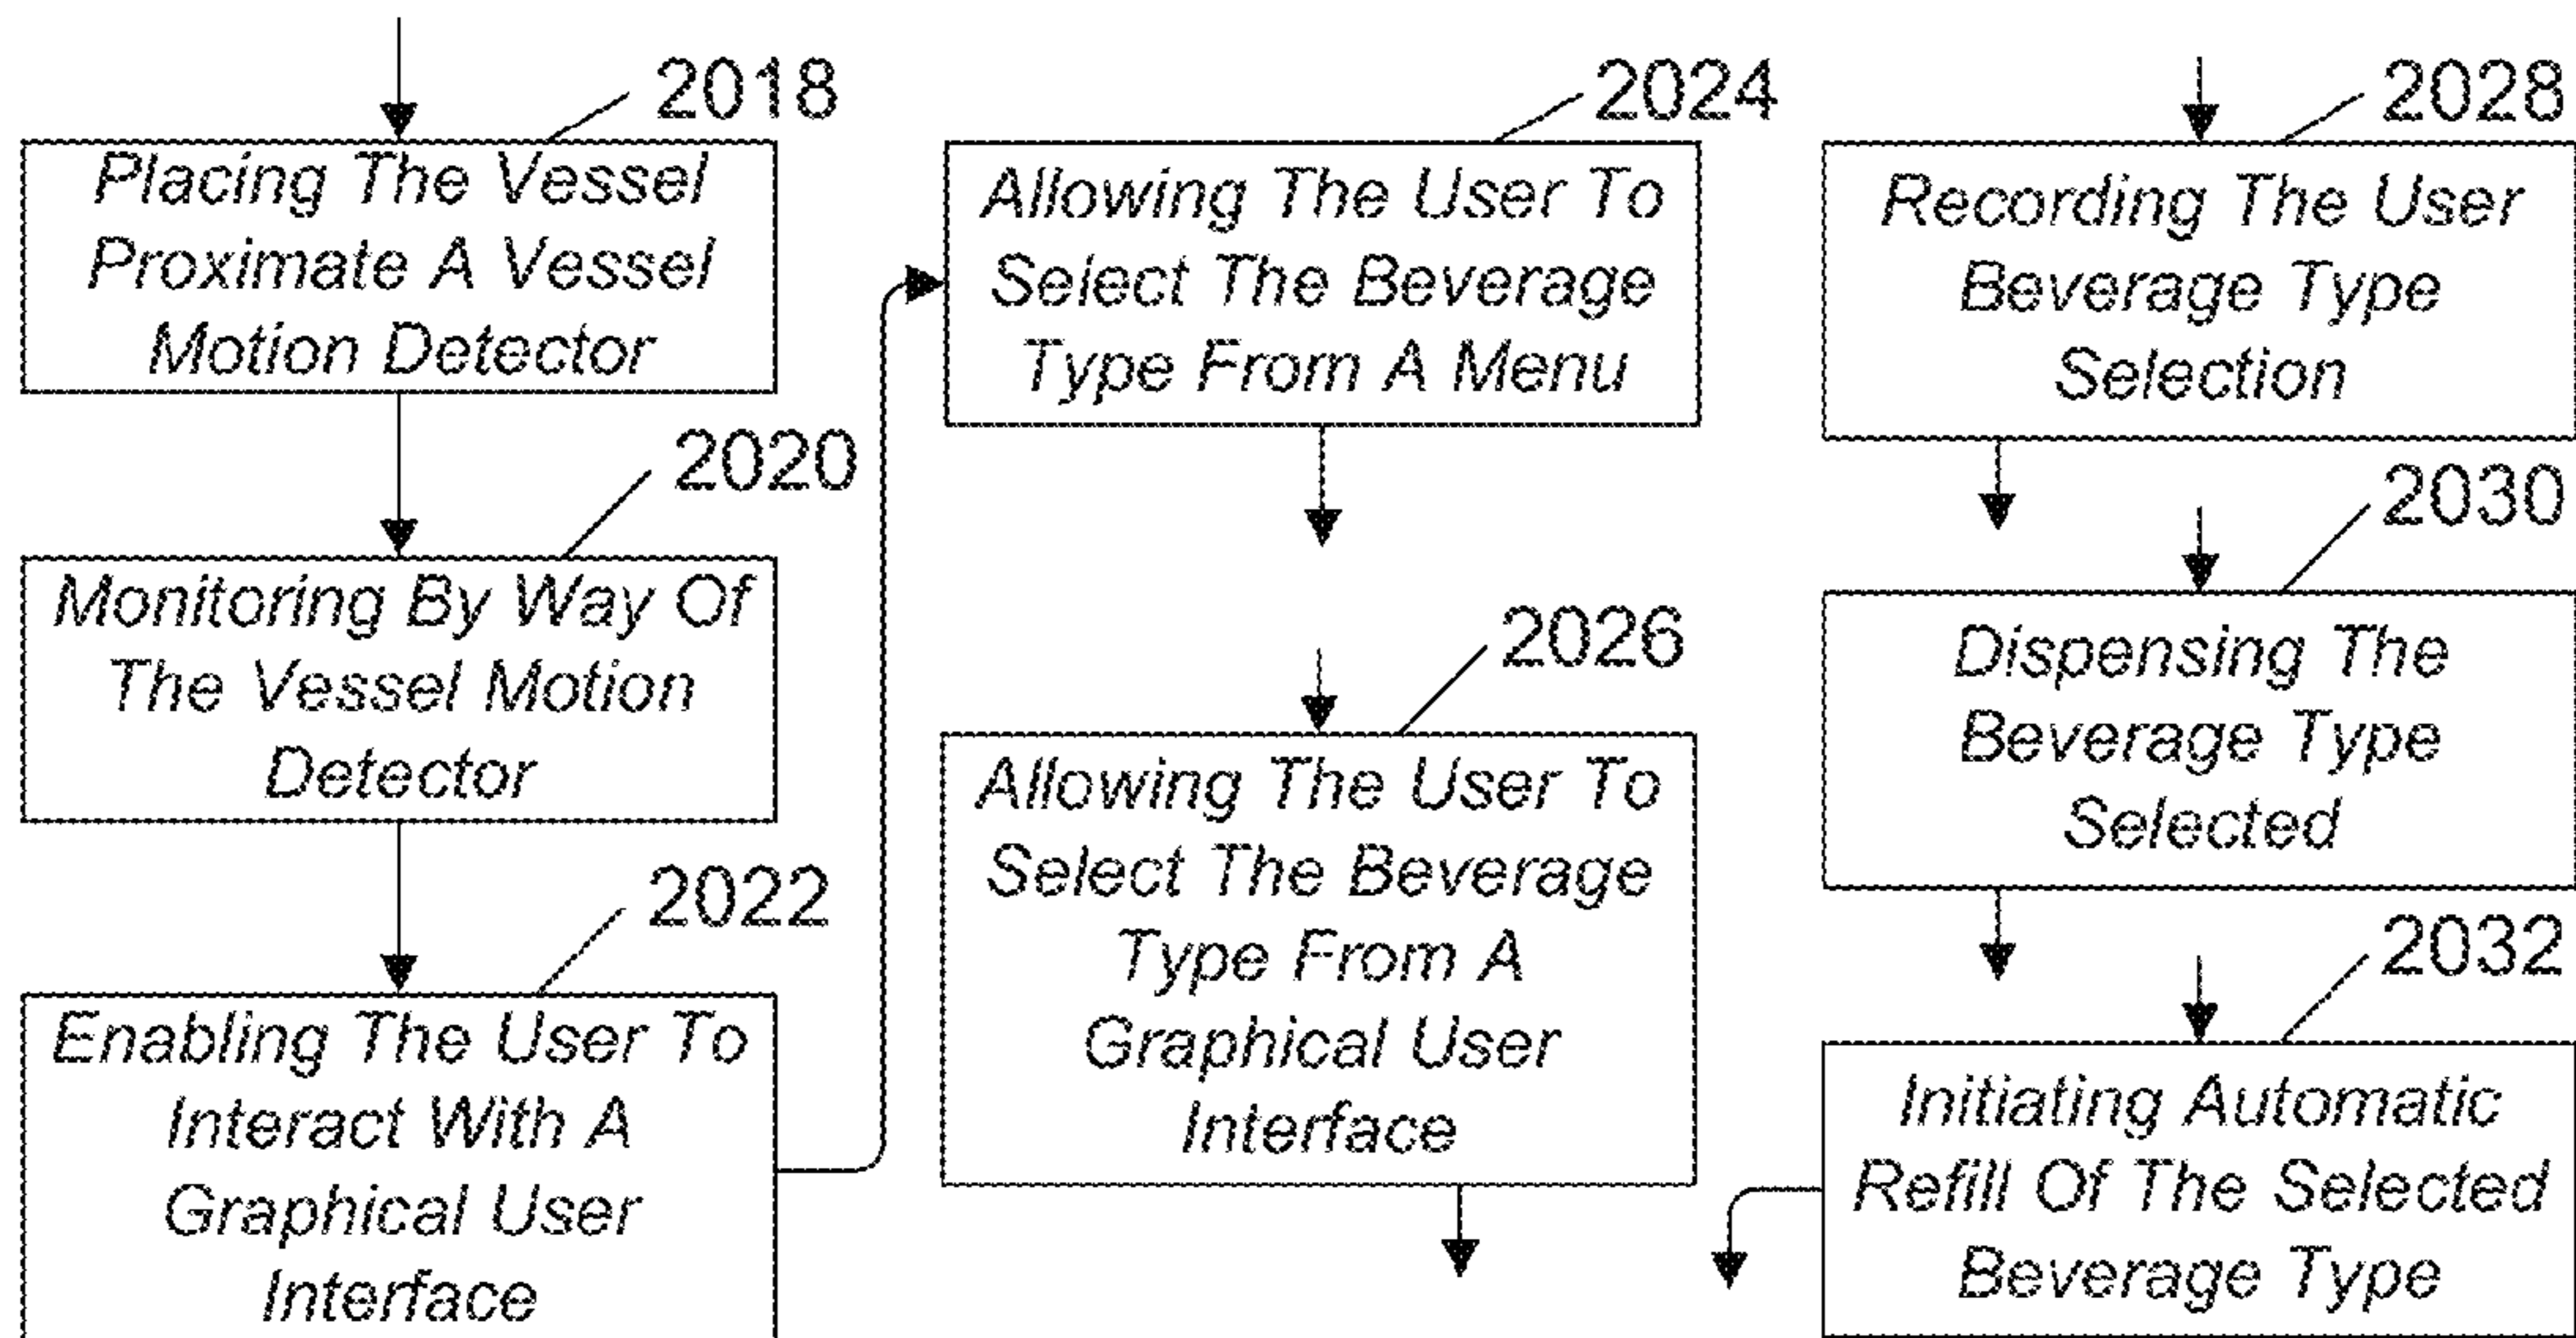 2018
Placing The Vessel
Proximate A Vessel
Motion Detector
2020
Monitoring By Way Of
The Vessel Motion
Detector
2022
Enabling The User To
Interact With A
Graphical User
Interface
2024
Allowing The User To
Select The Beverage
Type From A Menu
2026
Allowing The User To
Select The Beverage
Type From A
Graphical User
Interface
2028
Recording The User
Beverage Type
Selection
2030
Dispensing The
Beverage Type
Selected
2032
Initiating Automatic
Refill Of The Selected
Beverage Type